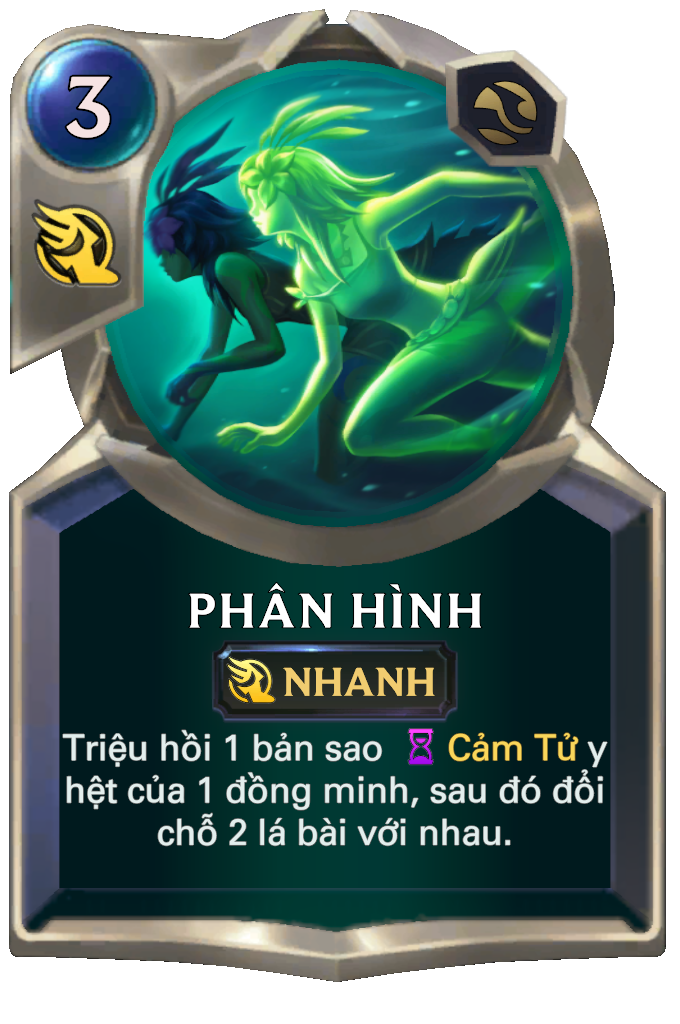 3
PHÂN HÌNH
NHANH
Triệu hồi 1 bản sao Cảm Tử y
hệt của 1 đồng minh, sau đó đổi
chỗ 2 lá bài với nhau.